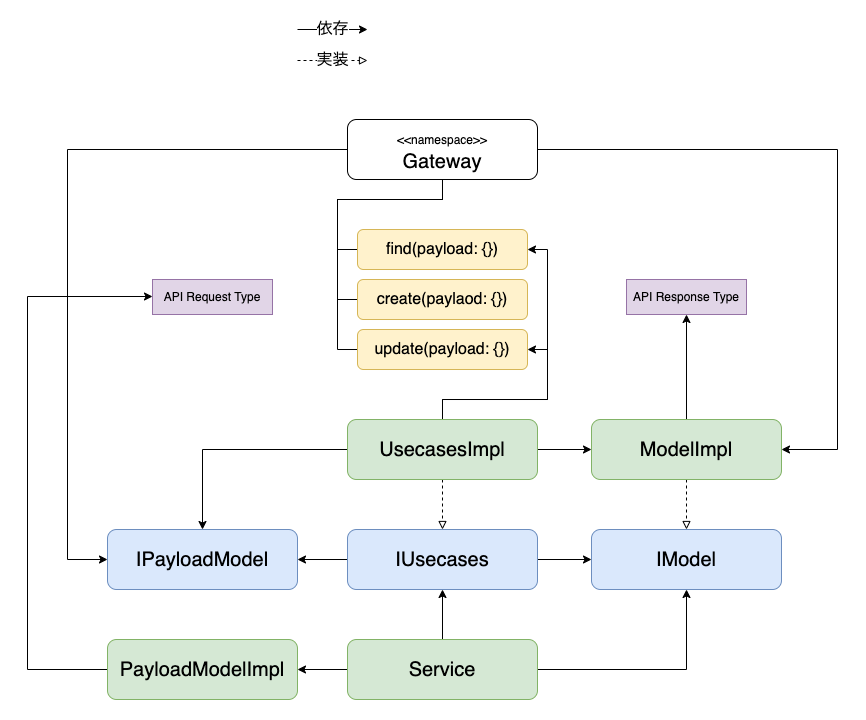 依存
実装
<<namespace>>
Gateway
find(payload: {})
create(paylaod: {})
update(payload: {})
API Request Type
API Response Type
UsecasesImpl
ModelImpl
IPayloadModel
IUsecases
IModel
PayloadModelImpl
Service